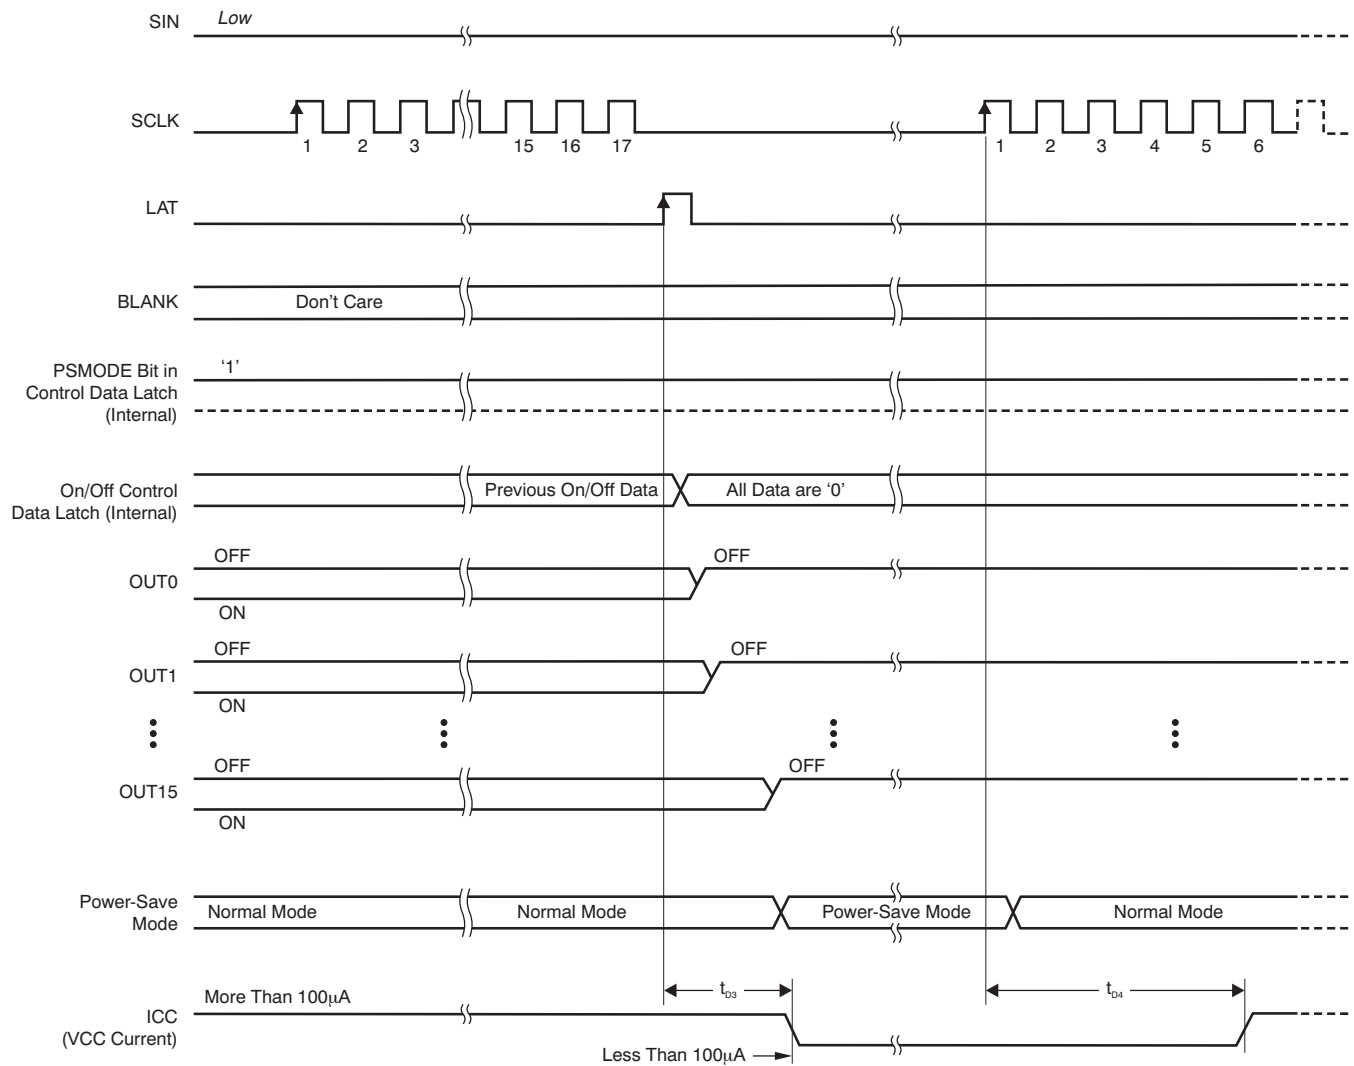 SIN
Low
SCLK
1 2 3 15 16 17 1 2 3 4 5 6
LAT
BLANK
Don't Care
PSMODE Bit in
Control Data Latch
(Internal)
‘1’
On/Off Control
Data Latch (Internal)
Previous On/Off Data
All Data are ‘0’
OUT0
OFF
ON
OFF
OUT1
OFF
ON
OFF
OUT15
OFF
ON
OFF
Power-Save
Mode
Normal Mode
Normal Mode
Power-Save Mode
Normal Mode
tD3
tD4
ICC
(VCC Current)
More Than 100µA
Less Than 100µA